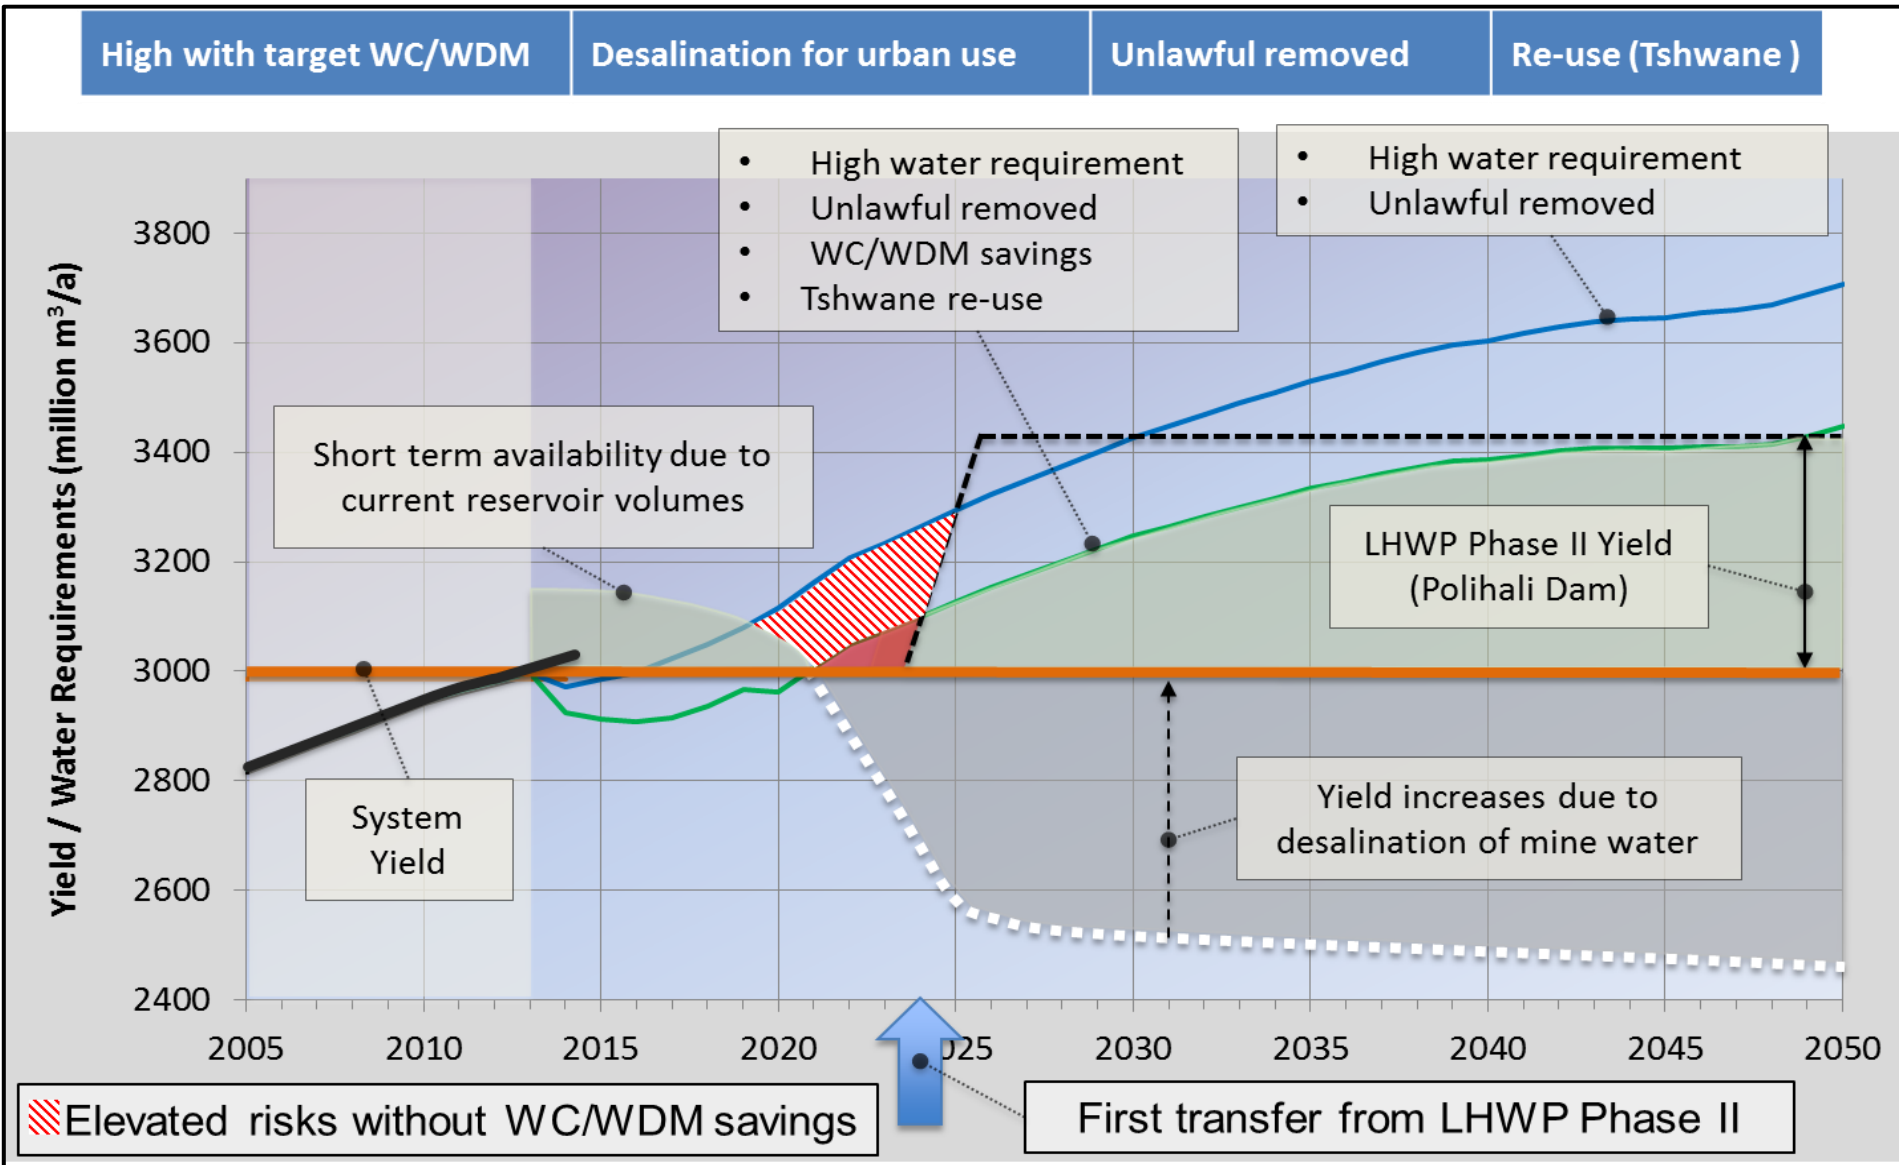 High with target WC/WDM
Desalination for urban use
Unlawful removed
Re-use (Tshwane )
• High water requirement
• Unlawful removed
• WC/WDM savings
• Tshwane re-use
• High water requirement
• Unlawful removed
Yield / Water Requirements (million m³/a)
3800
3600
3400
3200
3000
2800
2600
2400
Short term availability due to
current reservoir volumes
LHWP Phase II Yield
(Polihali Dam)
System
Yield
Yield increases due to
desalination of mine water
2005
2010
2015
2020
025
2030
2035
2040
2045
2050
Elevated risks without WC/WDM savings
First transfer from LHWP Phase II